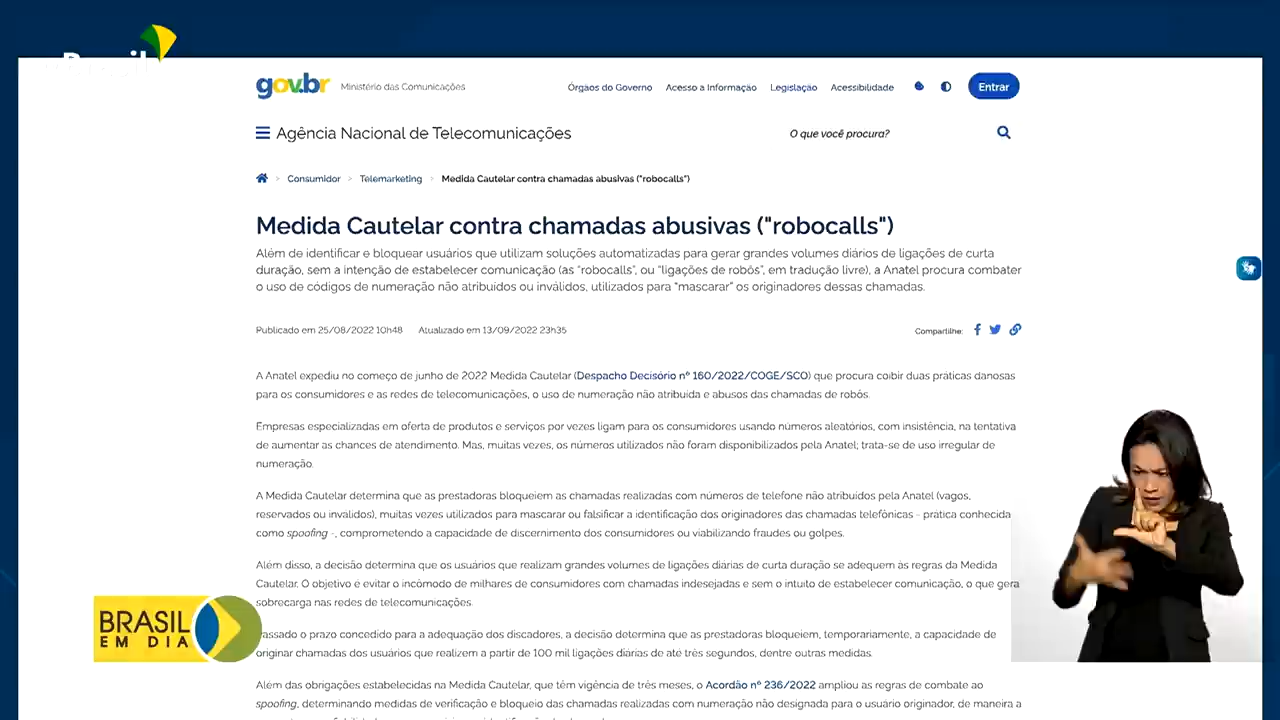 Brasil
gov.br Ministério das Comunicações Órgãos do Governo Acesso à Informação Legislação Acessibilidade Entrar
Agência Nacional de Telecomunicações O que você procura?
> Consumidor > Telemarketing > Medida Cautelar contra chamadas abusivas ("robocalls")
Medida Cautelar contra chamadas abusivas ("robocalls")
Além de identificar e bloquear usuários que utilizam soluções automatizadas para gerar grandes volumes diários de ligações de curta
duração, sem a intenção de estabelecer comunicação (as "robocalls", ou "ligações de robôs", em tradução livre), a Anatel procura combater
o uso de códigos de numeração não atribuídos ou inválidos, utilizados para "mascarar" os originadores dessas chamadas.
Publicado em 25/08/2022 10h48 Atualizado em 13/09/2022 23h35 Compartilhe:
A Anatel expediu no começo de junho de 2022 Medida Cautelar (Despacho Decisório nº 160/2022/COGE/SCO) que procura coibir duas práticas danosas
para os consumidores e as redes de telecomunicações, o uso de numeração não atribuída e abusos das chamadas de robôs.
Empresas especializadas em oferta de produtos e serviços por vezes ligam para os consumidores usando números aleatórios, com insistência, na tentativa
de aumentar as chances de atendimento. Mas, muitas vezes, os números utilizados não foram disponibilizados pela Anatel; trata-se de uso irregular de
numeração.
A Medida Cautelar determina que as prestadoras bloqueiem as chamadas realizadas com números de telefone não atribuídos pela Anatel (vagos,
reservados ou inválidos), muitas vezes utilizados para mascarar ou falsificar a identificação dos originadores das chamadas telefônicas - prática conhecida
como spoofing -, comprometendo a capacidade de discernimento dos consumidores ou viabilizando fraudes ou golpes.
Além disso, a decisão determina que os usuários que realizam grandes volumes de ligações diárias de curta duração se adequem às regras da Medida
Cautelar. O objetivo é evitar o incômodo de milhares de consumidores com chamadas indesejadas e sem o intuito de estabelecer comunicação, o que gera
sobrecarga nas redes de telecomunicações.
assado o prazo concedido para a adequação dos discadores, a decisão determina que as prestadoras bloqueiem, temporariamente, a capacidade de
originar chamadas dos usuários que realizem a partir de 100 mil ligações diárias de até três segundos, dentre outras medidas.
Além das obrigações estabelecidas na Medida Cautelar, que têm vigência de três meses, o Acordão nº 236/2022 ampliou as regras de combate ao
spoofing, determinando medidas de verificação e bloqueio das chamadas realizadas com numeração não designada para o usuário originador, de maneira a
BRASIL
EM DIA